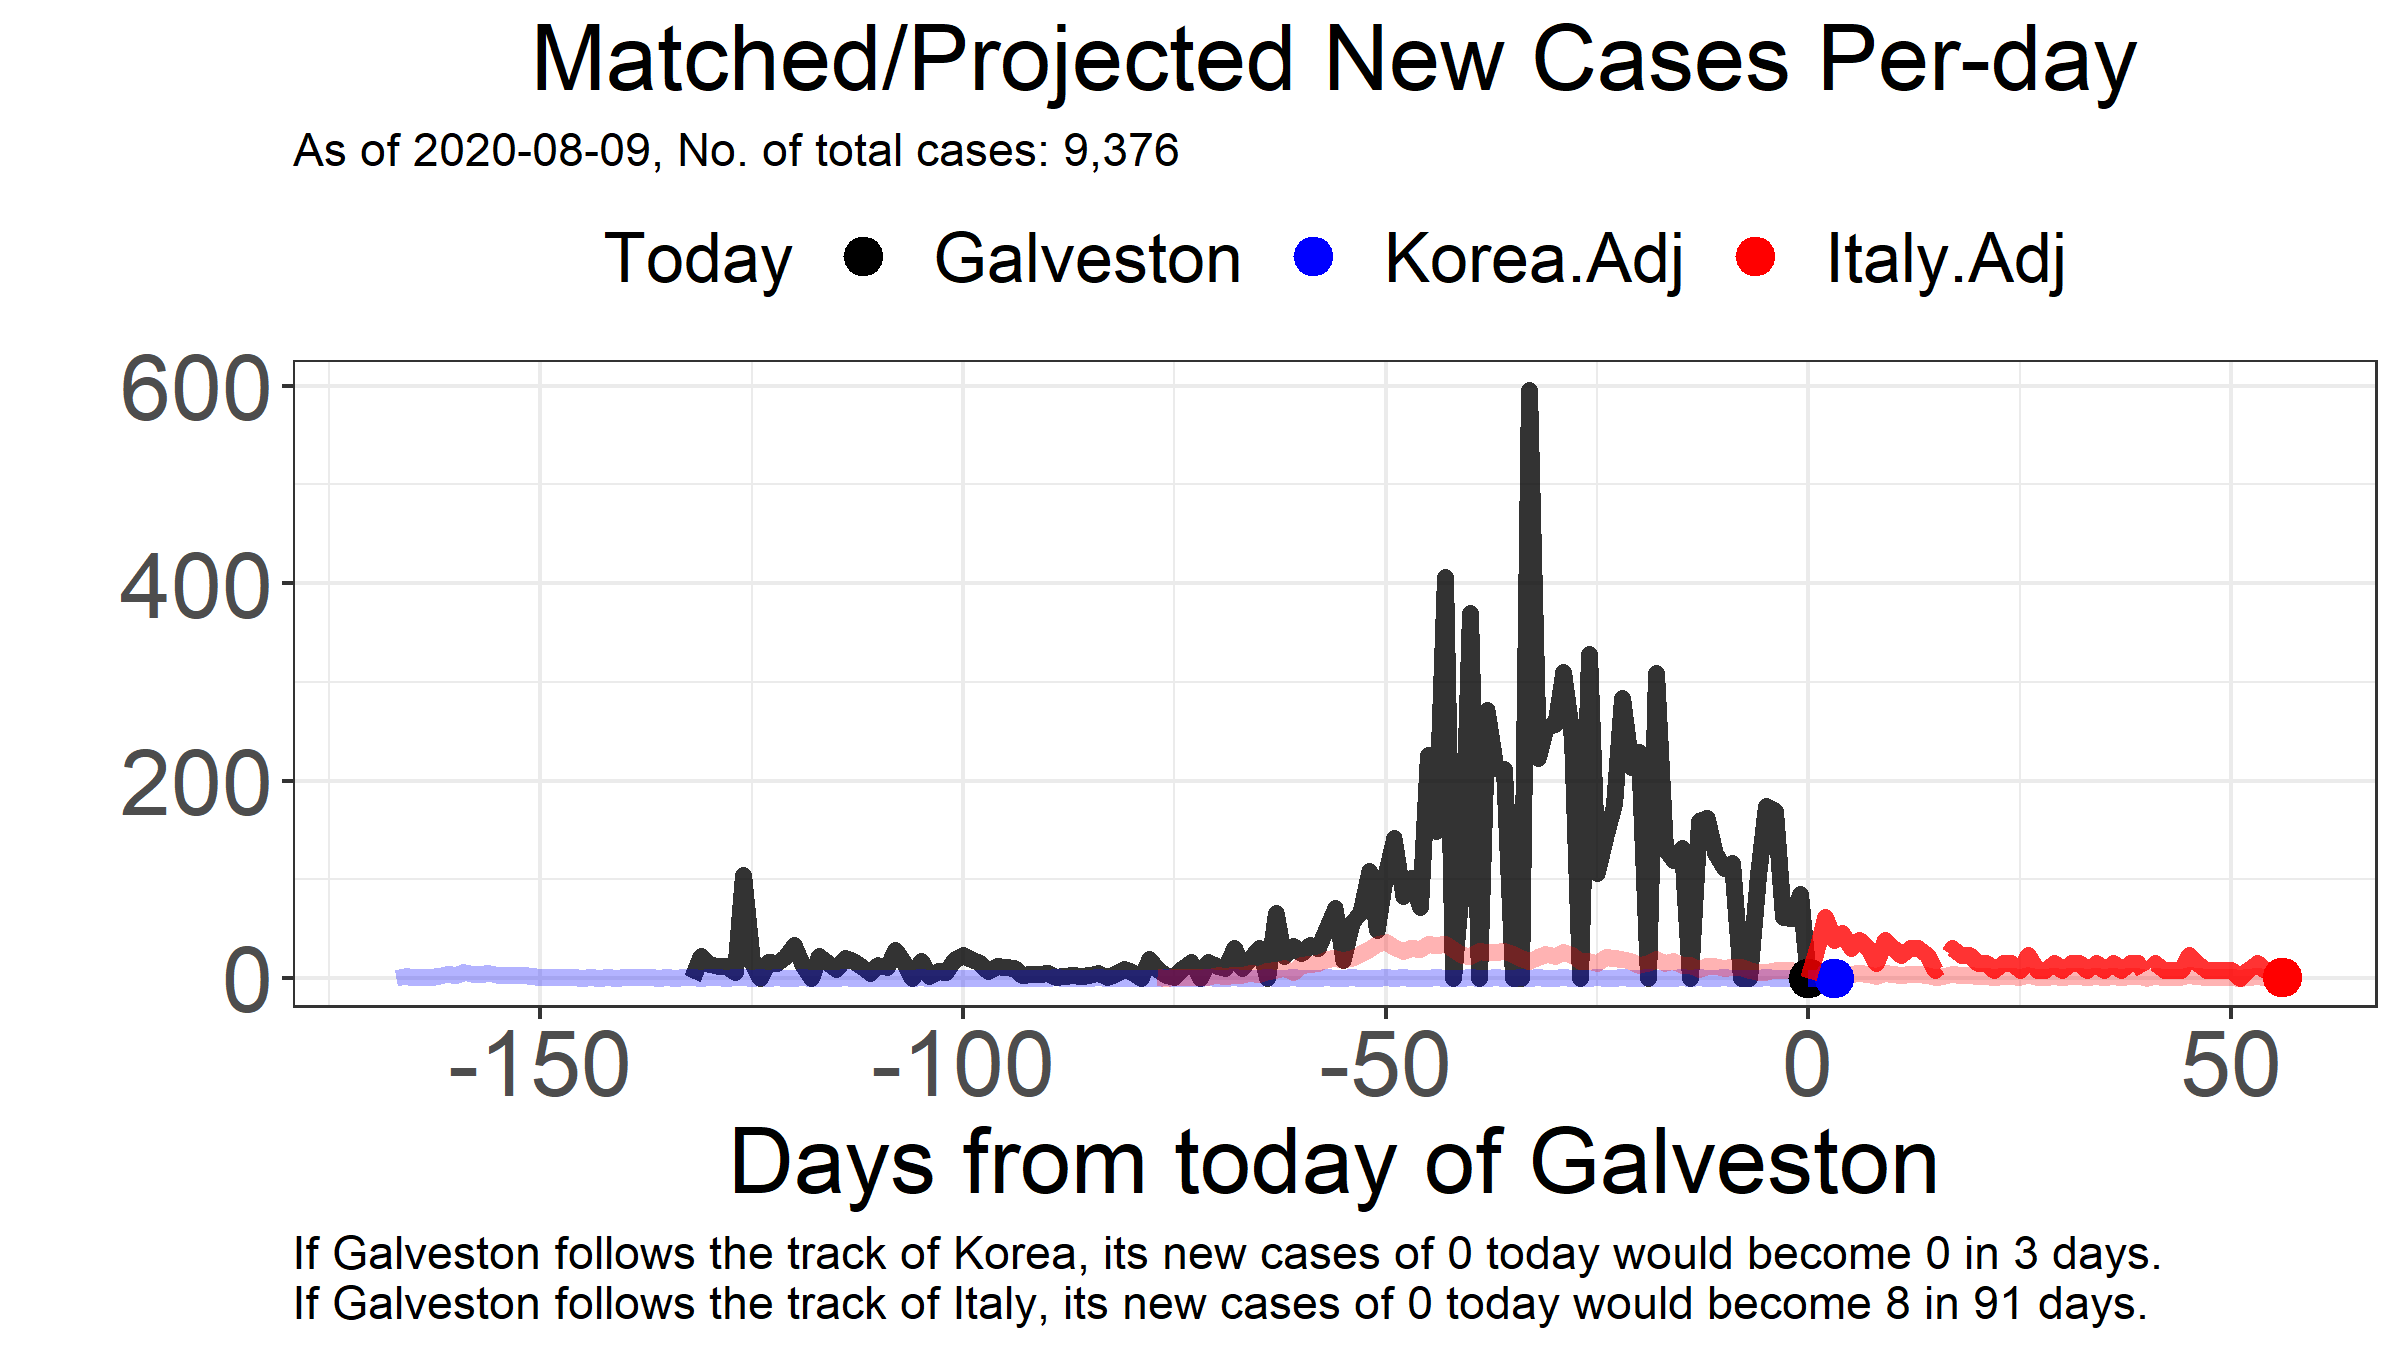 Matched/Projected New Cases Per-day
As of 2020-08-09, No. of total cases: 9,376
Today Galveston Korea.Adj Italy.Adj
600
400
200
0
-150 -100 -50 0 50
Days from today of Galveston
If Galveston follows the track of Korea, its new cases of 0 today would become 0 in 3 days.
If Galveston follows the track of Italy, its new cases of 0 today would become 8 in 91 days.